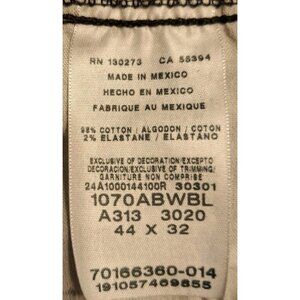 RN 130273 CA 55394
MADE IN MEXICO
HECHO EN MEXICO
FABRIQUE AU MEXIQUE
98% COTTON / ALGODON / COTON
2% ELASTANE / ELASTANO
EXCLUSIVE OF DECORATION/EXCEPTO
DECORACION/EXCLUSIVE OF TRIMMING/
GARNITURE NON COMPRISE
24A1000144100R 30301
1070ABWBL
A313 3020
44 X 32
70166360-014
191057469855